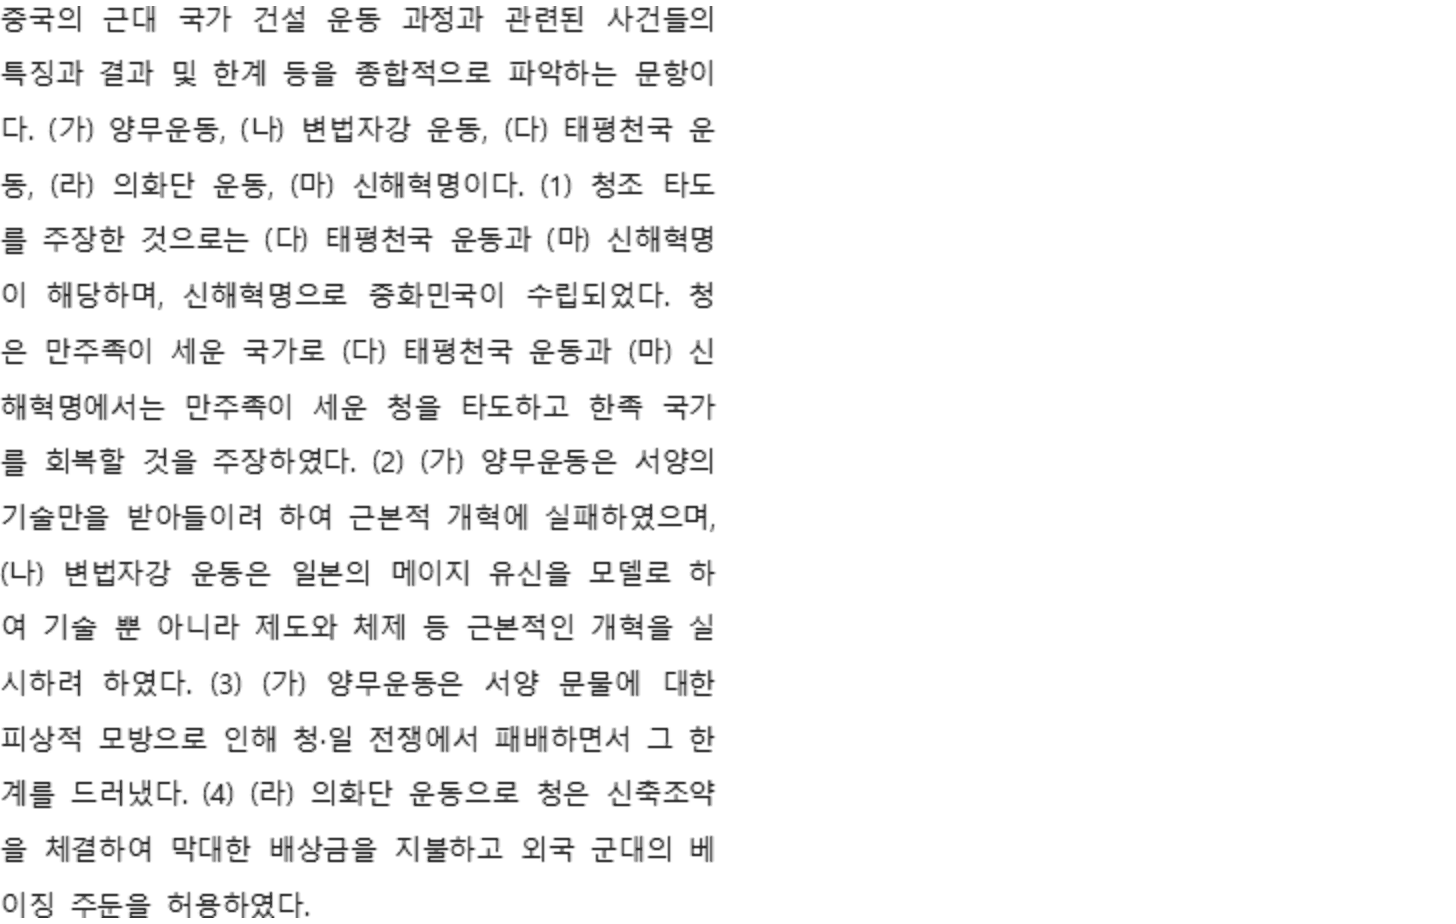 중국의 근대 국가 건설 운동 과정과 관련된 사건들의
특징과 결과 및 한계 등을 종합적으로 파악하는 문항이
다. (가) 양무운동, (나) 변법자강 운동, (다) 태평천국 운
동, (라) 의화단 운동, (마) 신해혁명이다. (1) 청조 타도
를 주장한 것으로는 (다) 태평천국 운동과 (마) 신해혁명
이 해당하며, 신해혁명으로 중화민국이 수립되었다. 청
은 만주족이 세운 국가로 (다) 태평천국 운동과 (마) 신
해혁명에서는 만주족이 세운 청을 타도하고 한족 국가
를 회복할 것을 주장하였다. (2) (가) 양무운동은 서양의
기술만을 받아들이려 하여 근본적 개혁에 실패하였으며,
(나) 변법자강 운동은 일본의 메이지 유신을 모델로 하
여 기술 뿐 아니라 제도와 체제 등 근본적인 개혁을 실
시하려 하였다. (3) (가) 양무운동은 서양 문물에 대한
피상적 모방으로 인해 청·일 전쟁에서 패배하면서 그 한
계를 드러냈다. (4) (라) 의화단 운동으로 청은 신축조약
을 체결하여 막대한 배상금을 지불하고 외국 군대의 베
이징 주둔을 허용하였다.